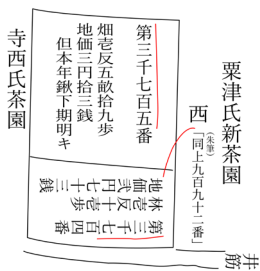 粟津氏新茶園
西
（朱筆）
「同上九百九十二番」
第三千七百五番
畑壱反五畝拾九歩
地価三円拾三銭
但本年鍬下期明キ
寺西氏茶園
第三千七百四番
林壱反十壱歩
地価弐円七十三銭
井筋